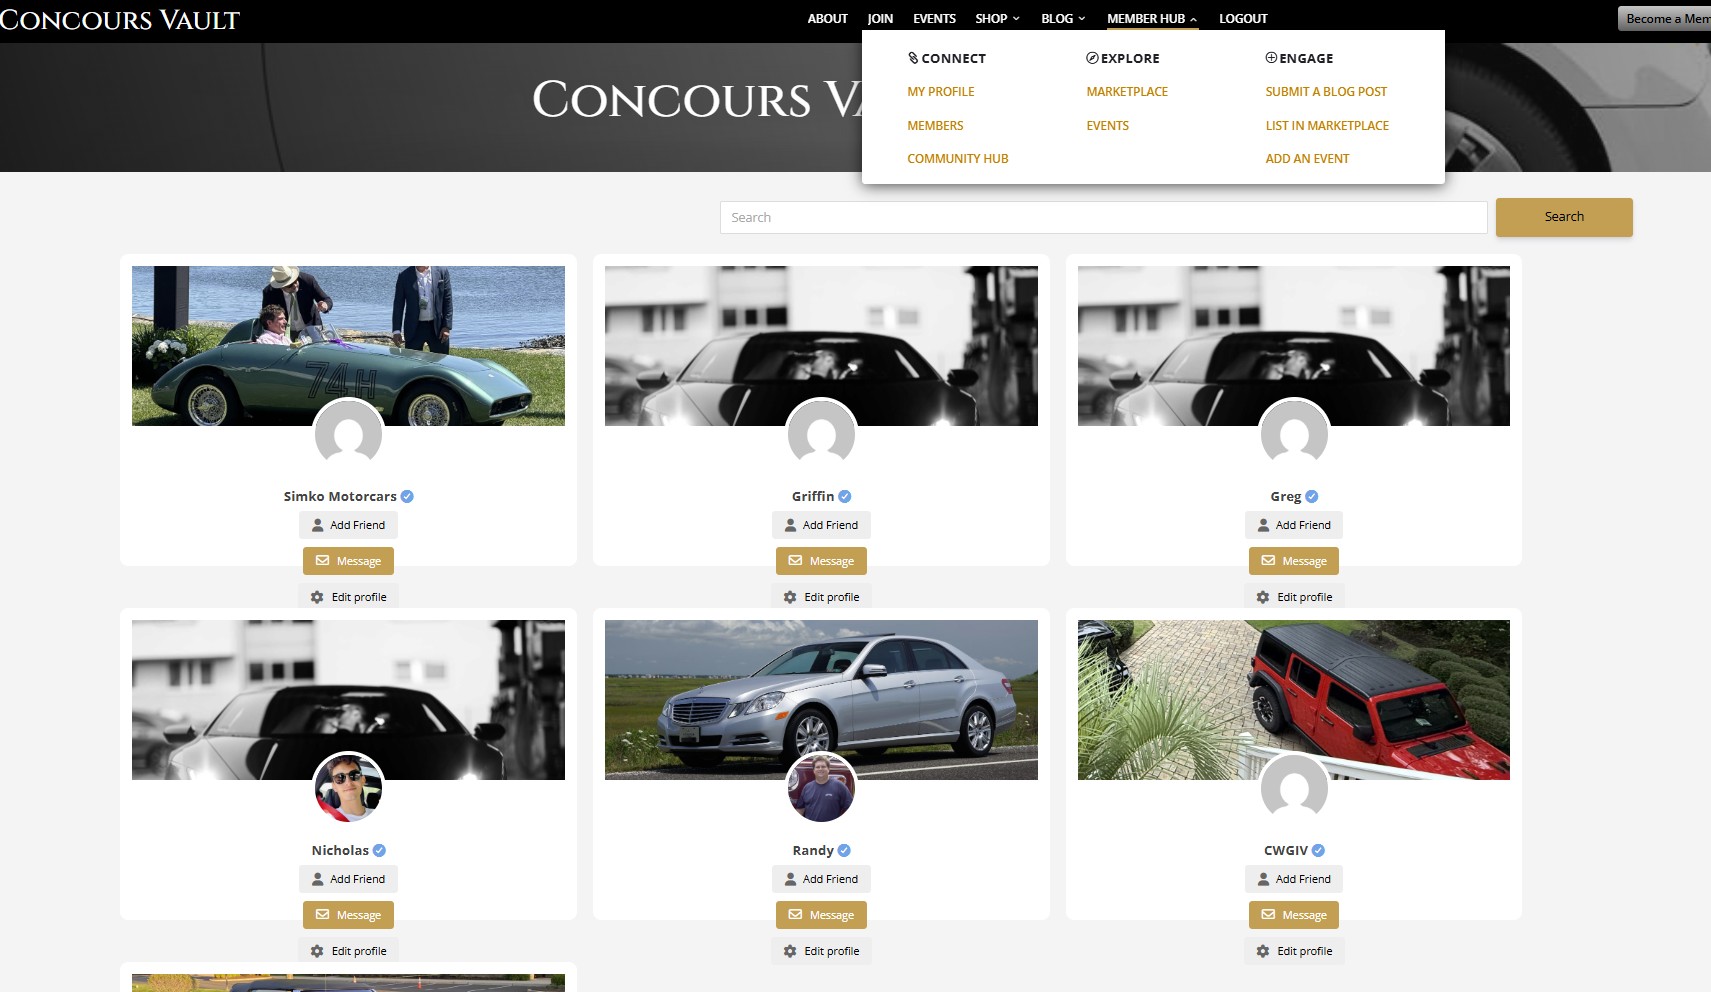 CONCOURS VAULT
ABOUT JOIN EVENTS SHOP BLOG MEMBER HUB LOGOUT
Become a Mem
CONCOURS VA
CONNECT EXPLORE ENGAGE
MY PROFILE MARKETPLACE SUBMIT A BLOG POST
MEMBERS EVENTS LIST IN MARKETPLACE
COMMUNITY HUB ADD AN EVENT
Search Search
74H
Simko Motorcars Griffin Greg
Add Friend Add Friend Add Friend
Message Message Message
Edit profile Edit profile Edit profile
Nicholas Randy CWGIV
Add Friend Add Friend Add Friend
Message Message Message
Edit profile Edit profile Edit profile